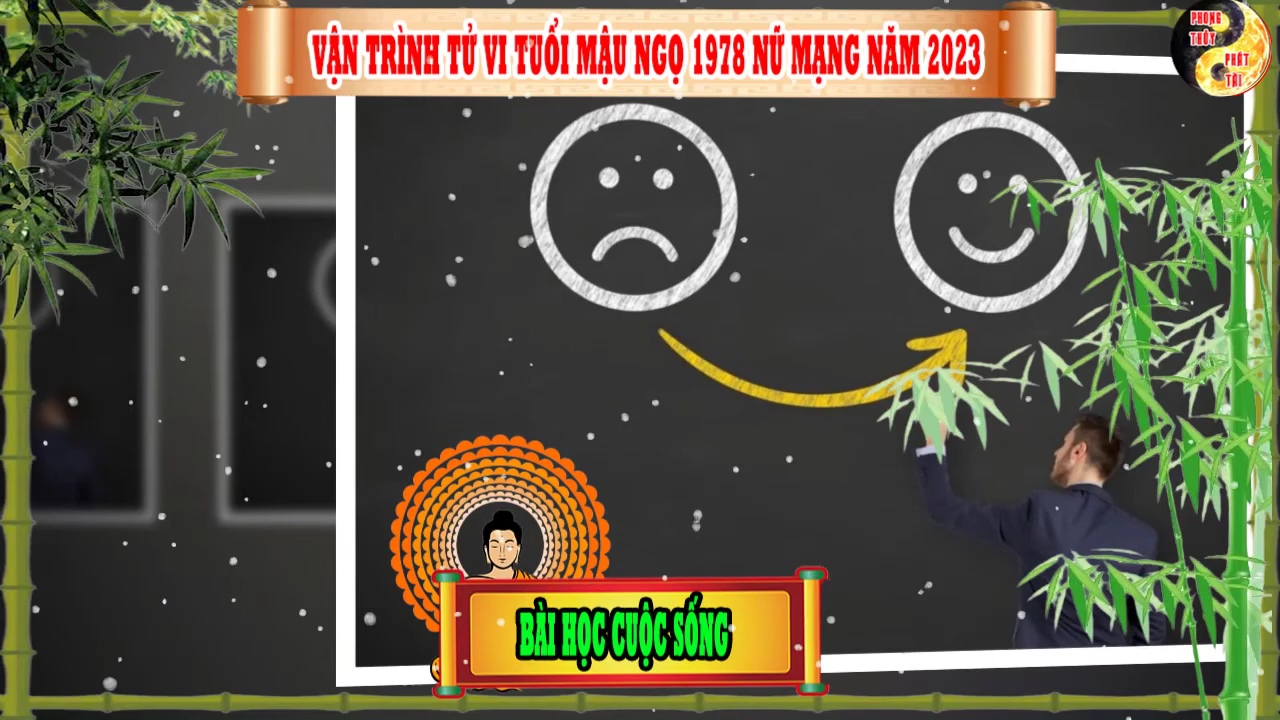 VẬN TRÌNH TỬ VI TUỔI MẬU NGỌ 1978 NỮ MẠNG NĂM 2023
PHONG
THỦY
PHÁT
TÀI
BÀI HỌC CUỘC SỐNG